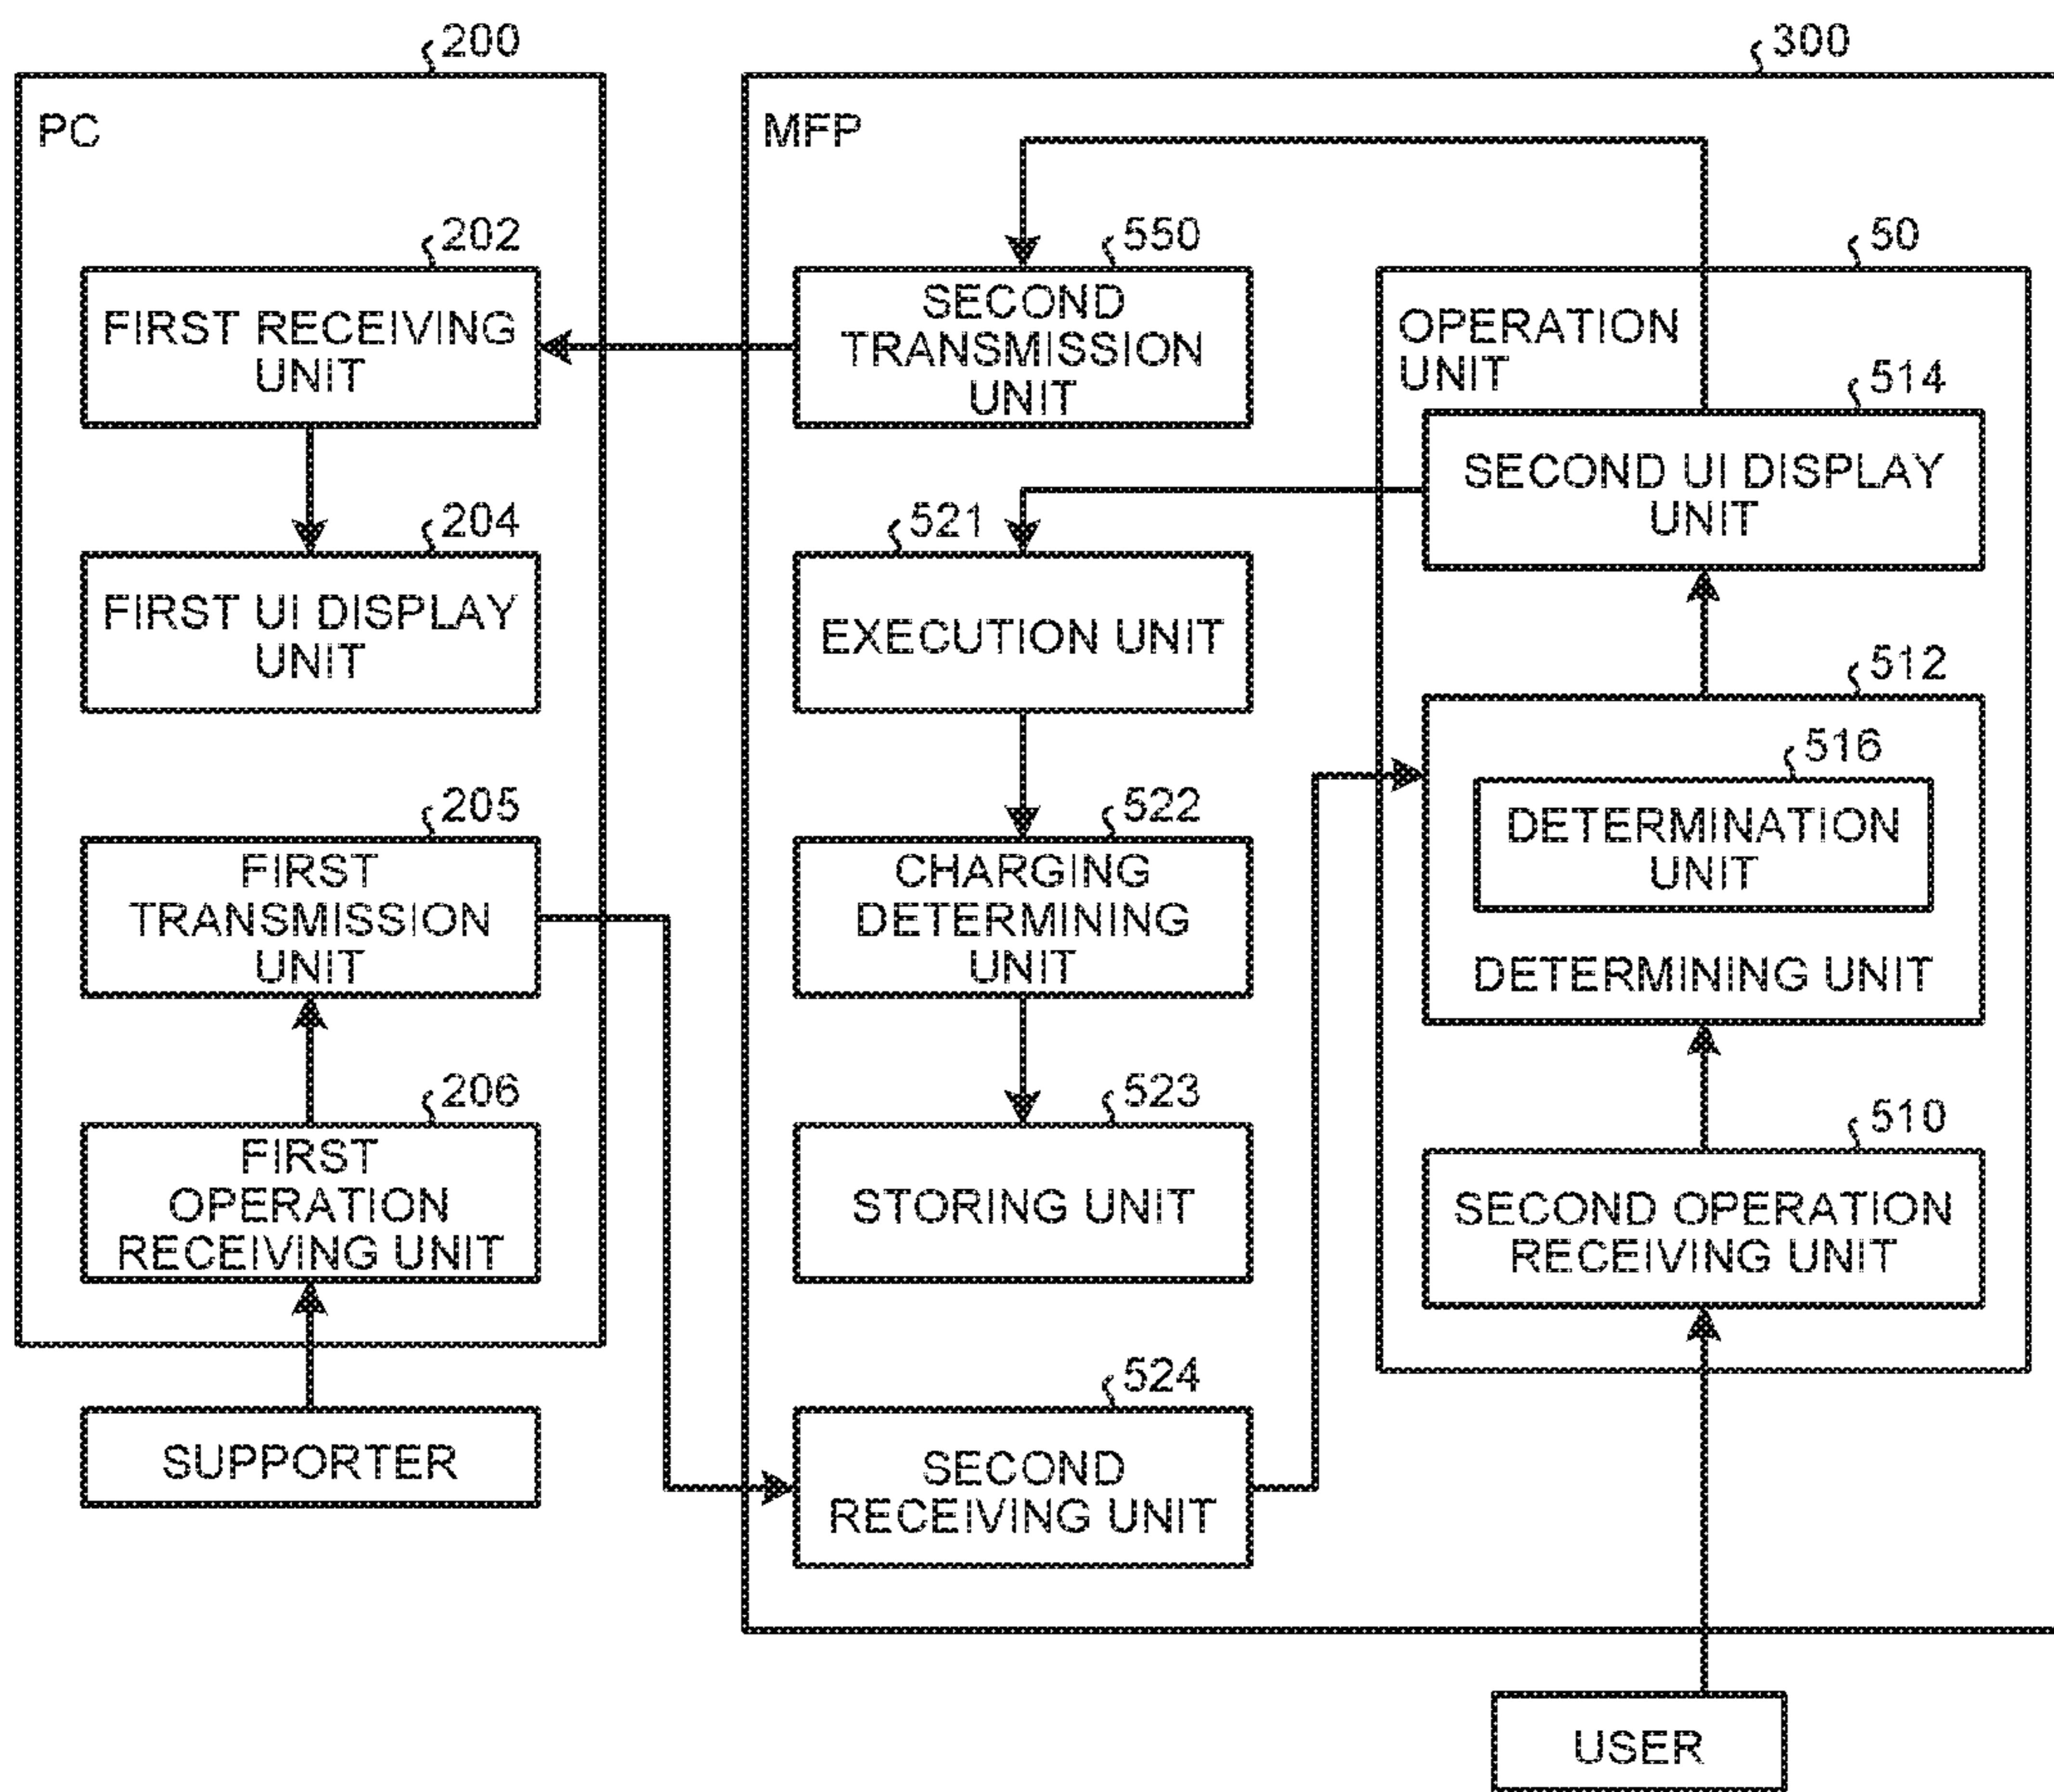 200
PC
202
FIRST RECEIVING
UNIT
204
FIRST UI DISPLAY
UNIT
205
FIRST
TRANSMISSION
UNIT
206
FIRST
OPERATION
RECEIVING UNIT
SUPPORTER
300
MFP
550
SECOND
TRANSMISSION
UNIT
521
EXECUTION UNIT
522
CHARGING
DETERMINING
UNIT
523
STORING UNIT
524
SECOND
RECEIVING UNIT
50
OPERATION
UNIT
514
SECOND UI DISPLAY
UNIT
512
516
DETERMINATION
UNIT
DETERMINING UNIT
510
SECOND OPERATION
RECEIVING UNIT
USER